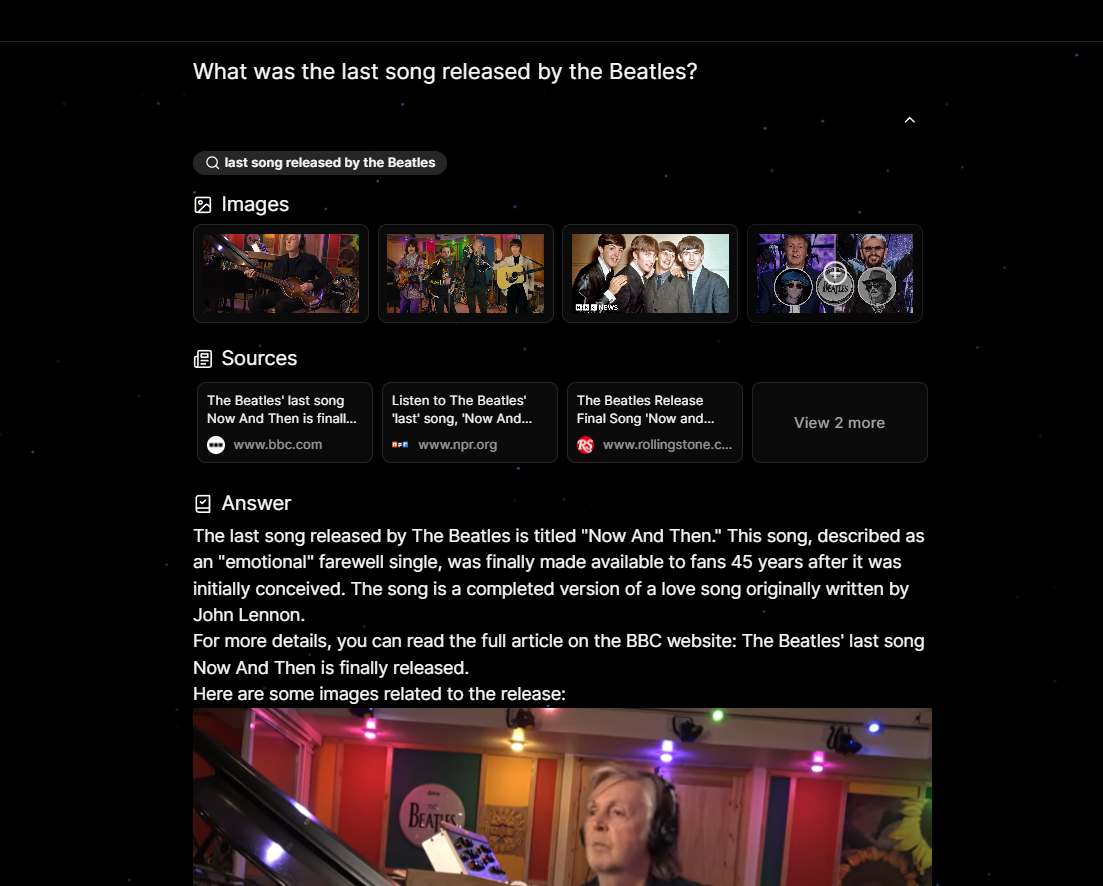 What was the last song released by the Beatles?
last song released by the Beatles
Images
BBC NEWS
BEATLES
Sources
The Beatles' last song
Now And Then is finall...
www.bbc.com
Listen to The Beatles'
'last' song, 'Now And...
npr
www.npr.org
The Beatles Release
Final Song 'Now and...
RS
www.rollingstone.c...
View 2 more
Answer
The last song released by The Beatles is titled "Now And Then." This song, described as
an "emotional" farewell single, was finally made available to fans 45 years after it was
initially conceived. The song is a completed version of a love song originally written by
John Lennon.
For more details, you can read the full article on the BBC website: The Beatles' last song
Now And Then is finally released.
Here are some images related to the release:
THE
BEATLES